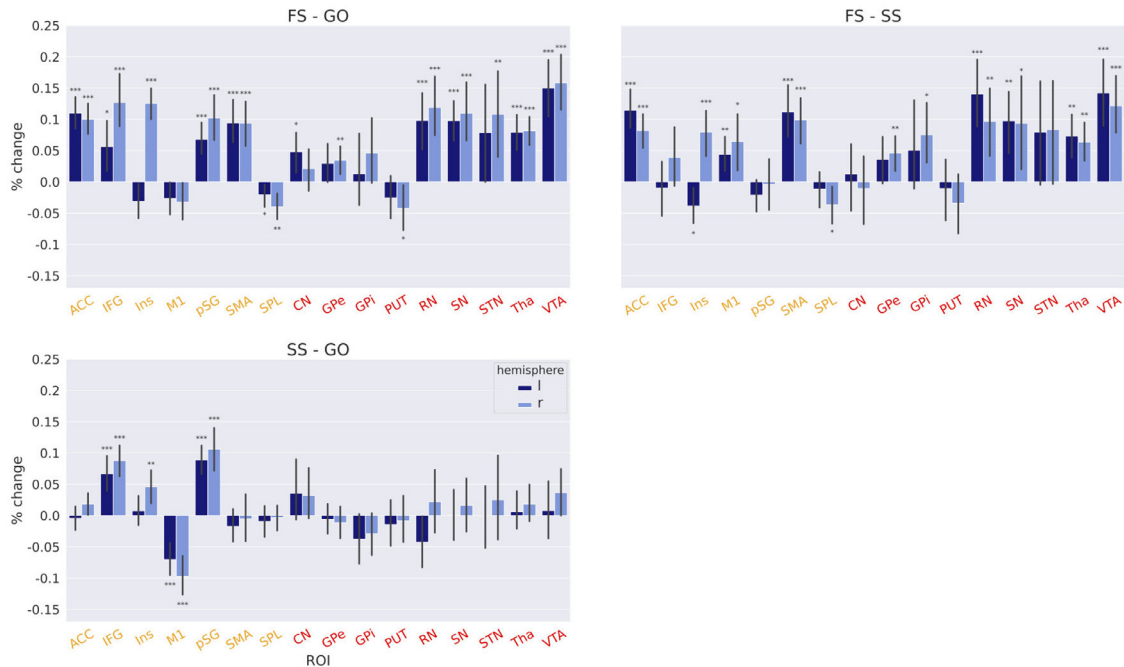 FS - GO
0.25
0.2
0.15
0.1
0.05
0.0
-0.05
-0.1
-0.15
% change
*** *** * *** *** *** *** *** *** * ** * ** * *** *** *** *** ** *** *** *** ***
ACC IFG Ins M1 pSG SMA SPL CN GPe GPi PUT RN SN STN Tha VTA
FS - SS
*** *** * *** * * *** *** * ** * *** ** ** * ** *** *** ***
ACC IFG Ins M1 pSG SMA SPL CN GPe GPi PUT RN SN STN Tha VTA
SS - GO
0.25
0.2
0.15
0.1
0.05
0.0
-0.05
-0.1
-0.15
% change
hemisphere
l
r
*** *** ** *** *** *** ***
ACC IFG Ins M1 pSG SMA SPL CN GPe GPi PUT RN SN STN Tha VTA
ROI